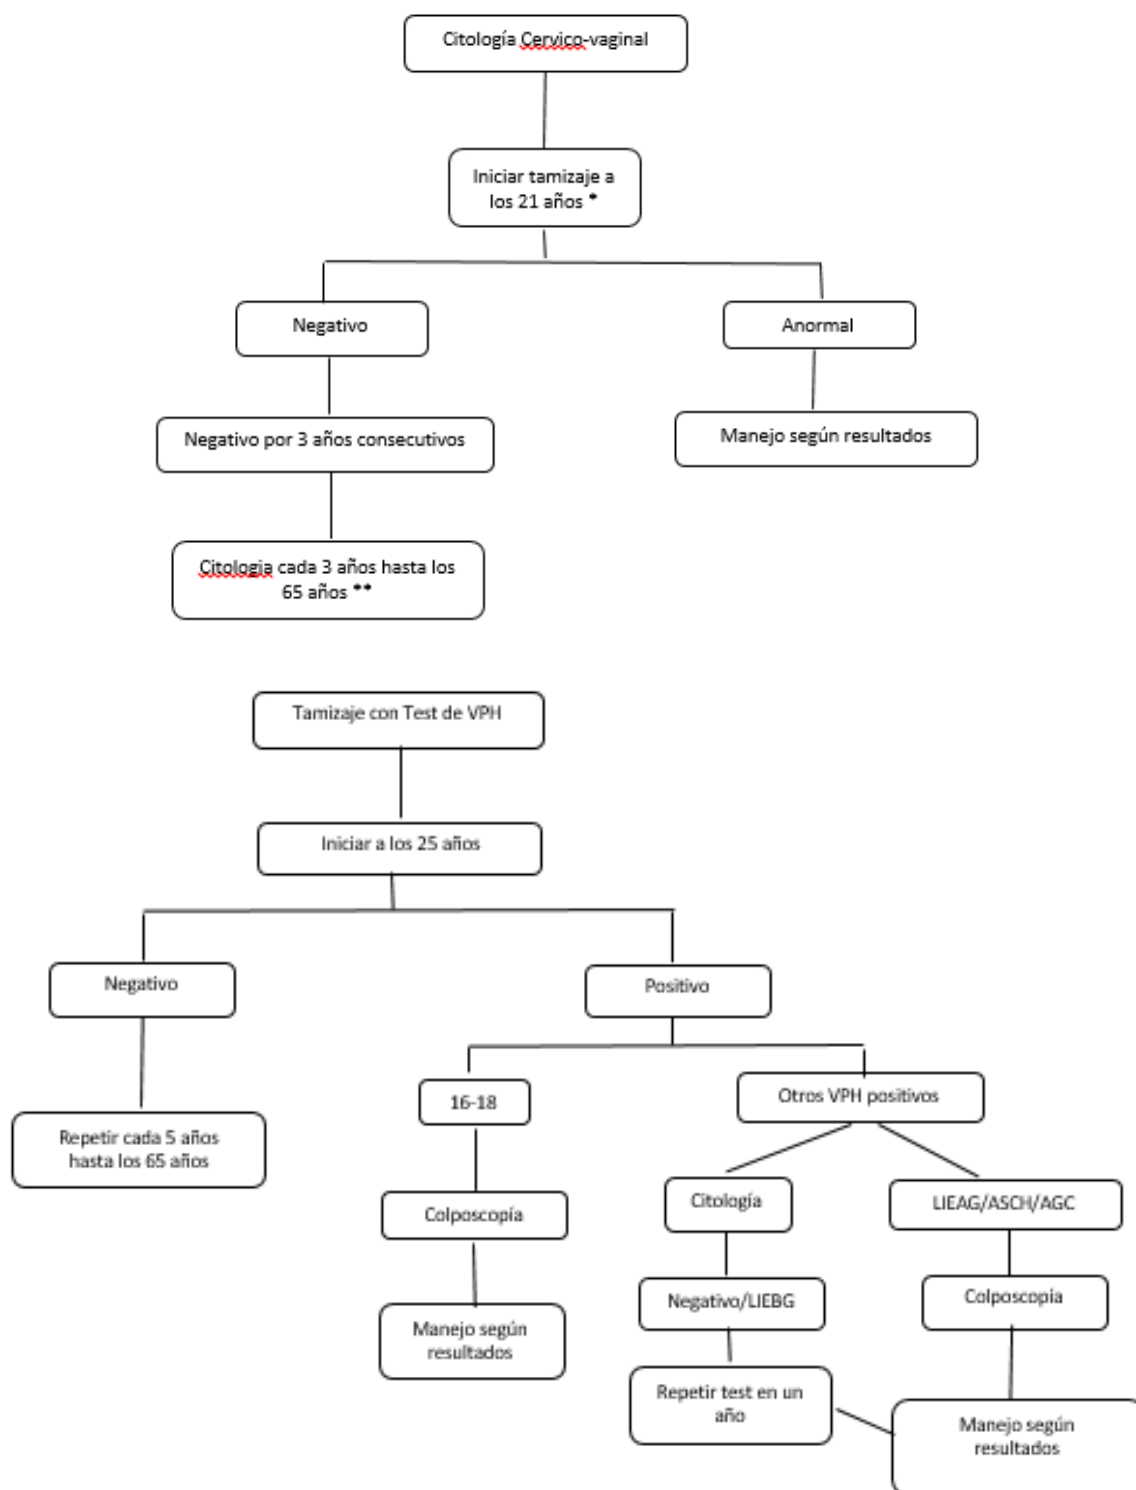 Citología Cervico-vaginal
Iniciar tamizaje a
los 21 años *
Negativo
Anormal
Negativo por 3 años consecutivos
Manejo según resultados
Citologia cada 3 años hasta los
65 años **
Tamizaje con Test de VPH
Iniciar a los 25 años
Negativo
Positivo
16-18
Otros VPH positivos
Repetir cada 5 años
hasta los 65 años
Colposcopía
Citología
LIEAG/ASCH/AGC
Manejo según
resultados
Negativo/LIEBG
Colposcopía
Repetir test en un
año
Manejo según
resultados